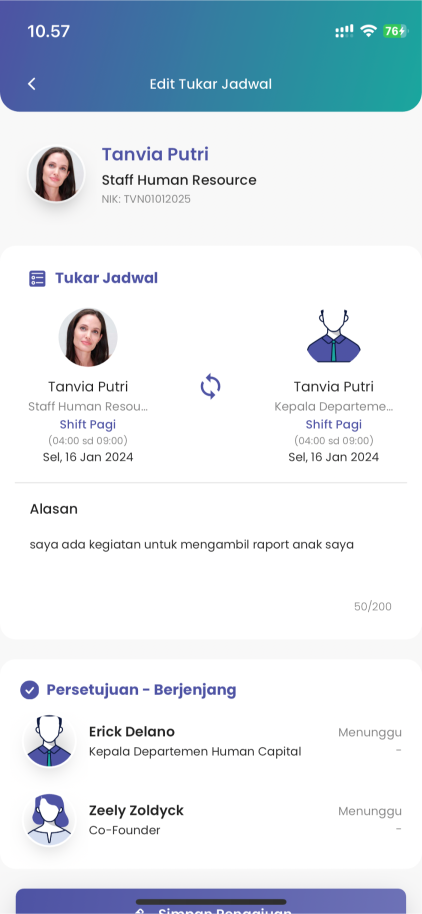 10.57
76
Edit Tukar Jadwal
Tanvia Putri
Staff Human Resource
NIK: TVN01012025
Tukar Jadwal
Tanvia Putri
Staff Human Resou...
Shift Pagi
(04:00 sd 09:00)
Sel, 16 Jan 2024
Tanvia Putri
Kepala Departeme...
Shift Pagi
(04:00 sd 09:00)
Sel, 16 Jan 2024
Alasan
saya ada kegiatan untuk mengambil raport anak saya
50/200
Persetujuan - Berjenjang
Erick Delano
Menunggu
Kepala Departemen Human Capital
-
Zeely Zoldyck
Menunggu
Co-Founder
-
Simpan Pengajuan